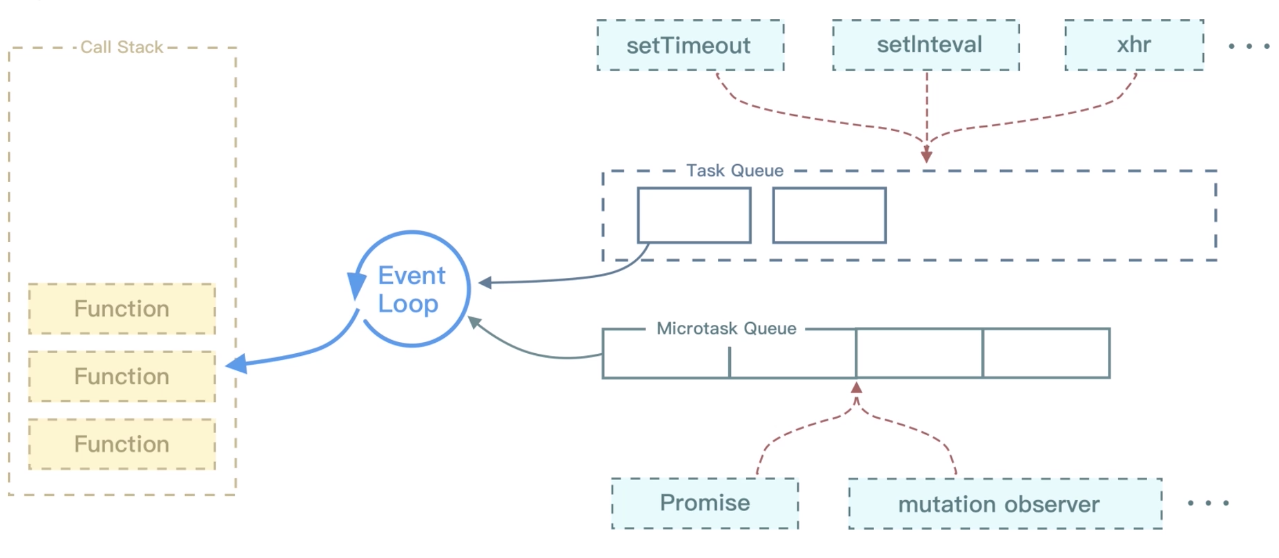 Call Stack
setTimeout
setInteval
xhr
...
Task Queue
Event
Loop
Function
Microtask Queue
Function
Function
Promise
mutation observer
...